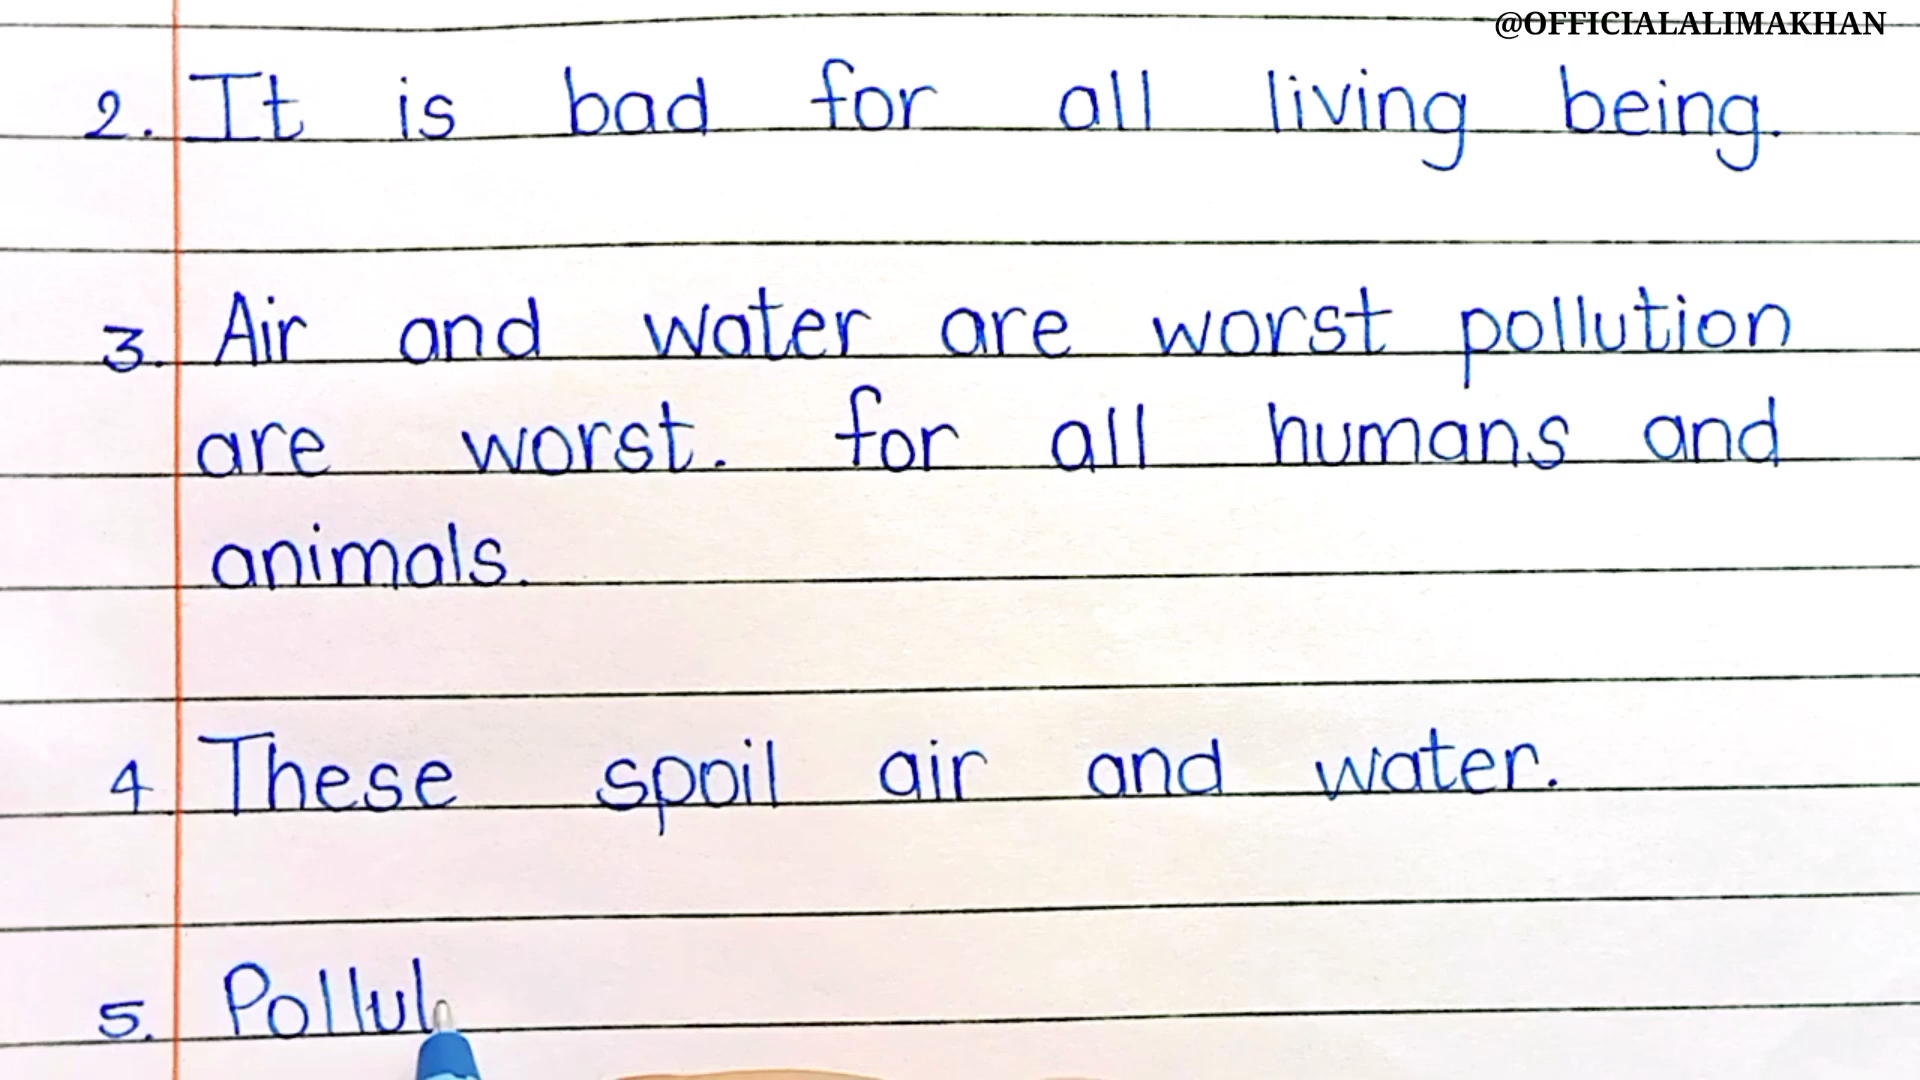 @OFFICIALALIMAKHAN
2. It is bad for all living being.
3. Air and water are worst pollution
are worst. for all humans and
animals.
4 These spoil air and water.
5.